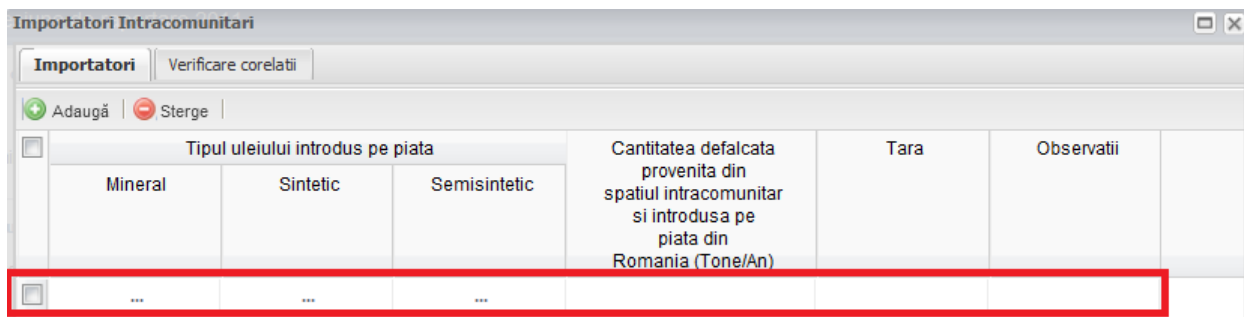 Importatori Intracomunitari
Importatori Verificare corelatii
Adaugă Sterge
Tipul uleiului introdus pe piata
Mineral Sintetic Semisintetic
Cantitatea defalcata
provenita din
spatiul intracomunitar
si introdusa pe
piata din
Romania (Tone/An)
Tara
Observatii
... ... ...